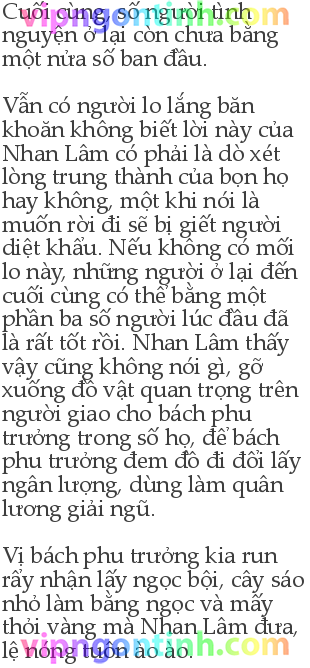 Cuối cùng, số người tình
nguyện ở lại còn chưa bằng
một nửa số ban đầu.
Vẫn có người lo lắng băn
khoăn không biết lời này của
Nhan Lâm có phải là dò xét
lòng trung thành của bọn họ
hay không, một khi nói là
muốn rời đi sẽ bị giết người
diệt khẩu. Nếu không có mối
lo này, những người ở lại đến
cuối cùng có thể bằng một
phần ba số người lúc đầu đã
là rất tốt rồi. Nhan Lâm thấy
vậy cũng không nói gì, gỡ
xuống đồ vật quan trọng trên
người giao cho bách phu
trưởng trong số họ, để bách
phu trưởng đem đồ đi đổi lấy
ngân lượng, dùng làm quân
lương giải ngũ.
Vị bách phu trưởng kia run
rẩy nhận lấy ngọc bội, cây sáo
nhỏ làm bằng ngọc và mấy
thỏi vàng mà Nhan Lâm đưa,
lệ nóng tuôn ào ào.
vipngontinh.com
vipngontinh.com